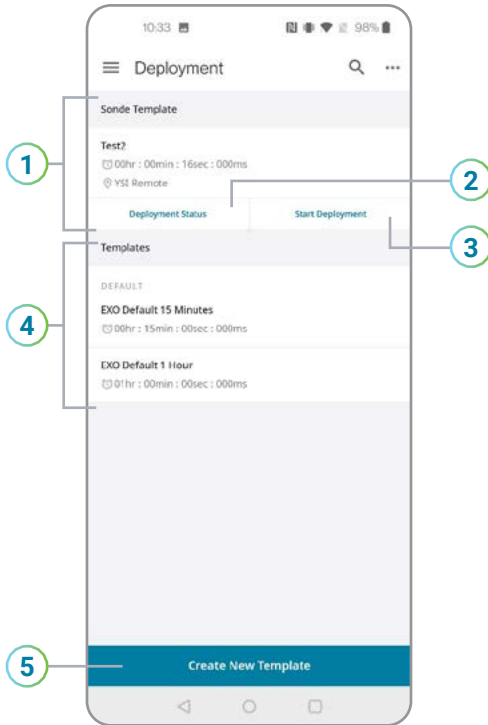 10:33
98%
Deployment
Sonde Template
Test2
00hr : 00min : 16sec : 000ms
YSI Remote
Deployment Status
Start Deployment
Templates
DEFAULT
EXO Default 15 Minutes
00hr : 15min : 00sec : 000ms
EXO Default 1 Hour
01hr : 00min : 00sec : 000ms
Create New Template
1
2
3
4
5